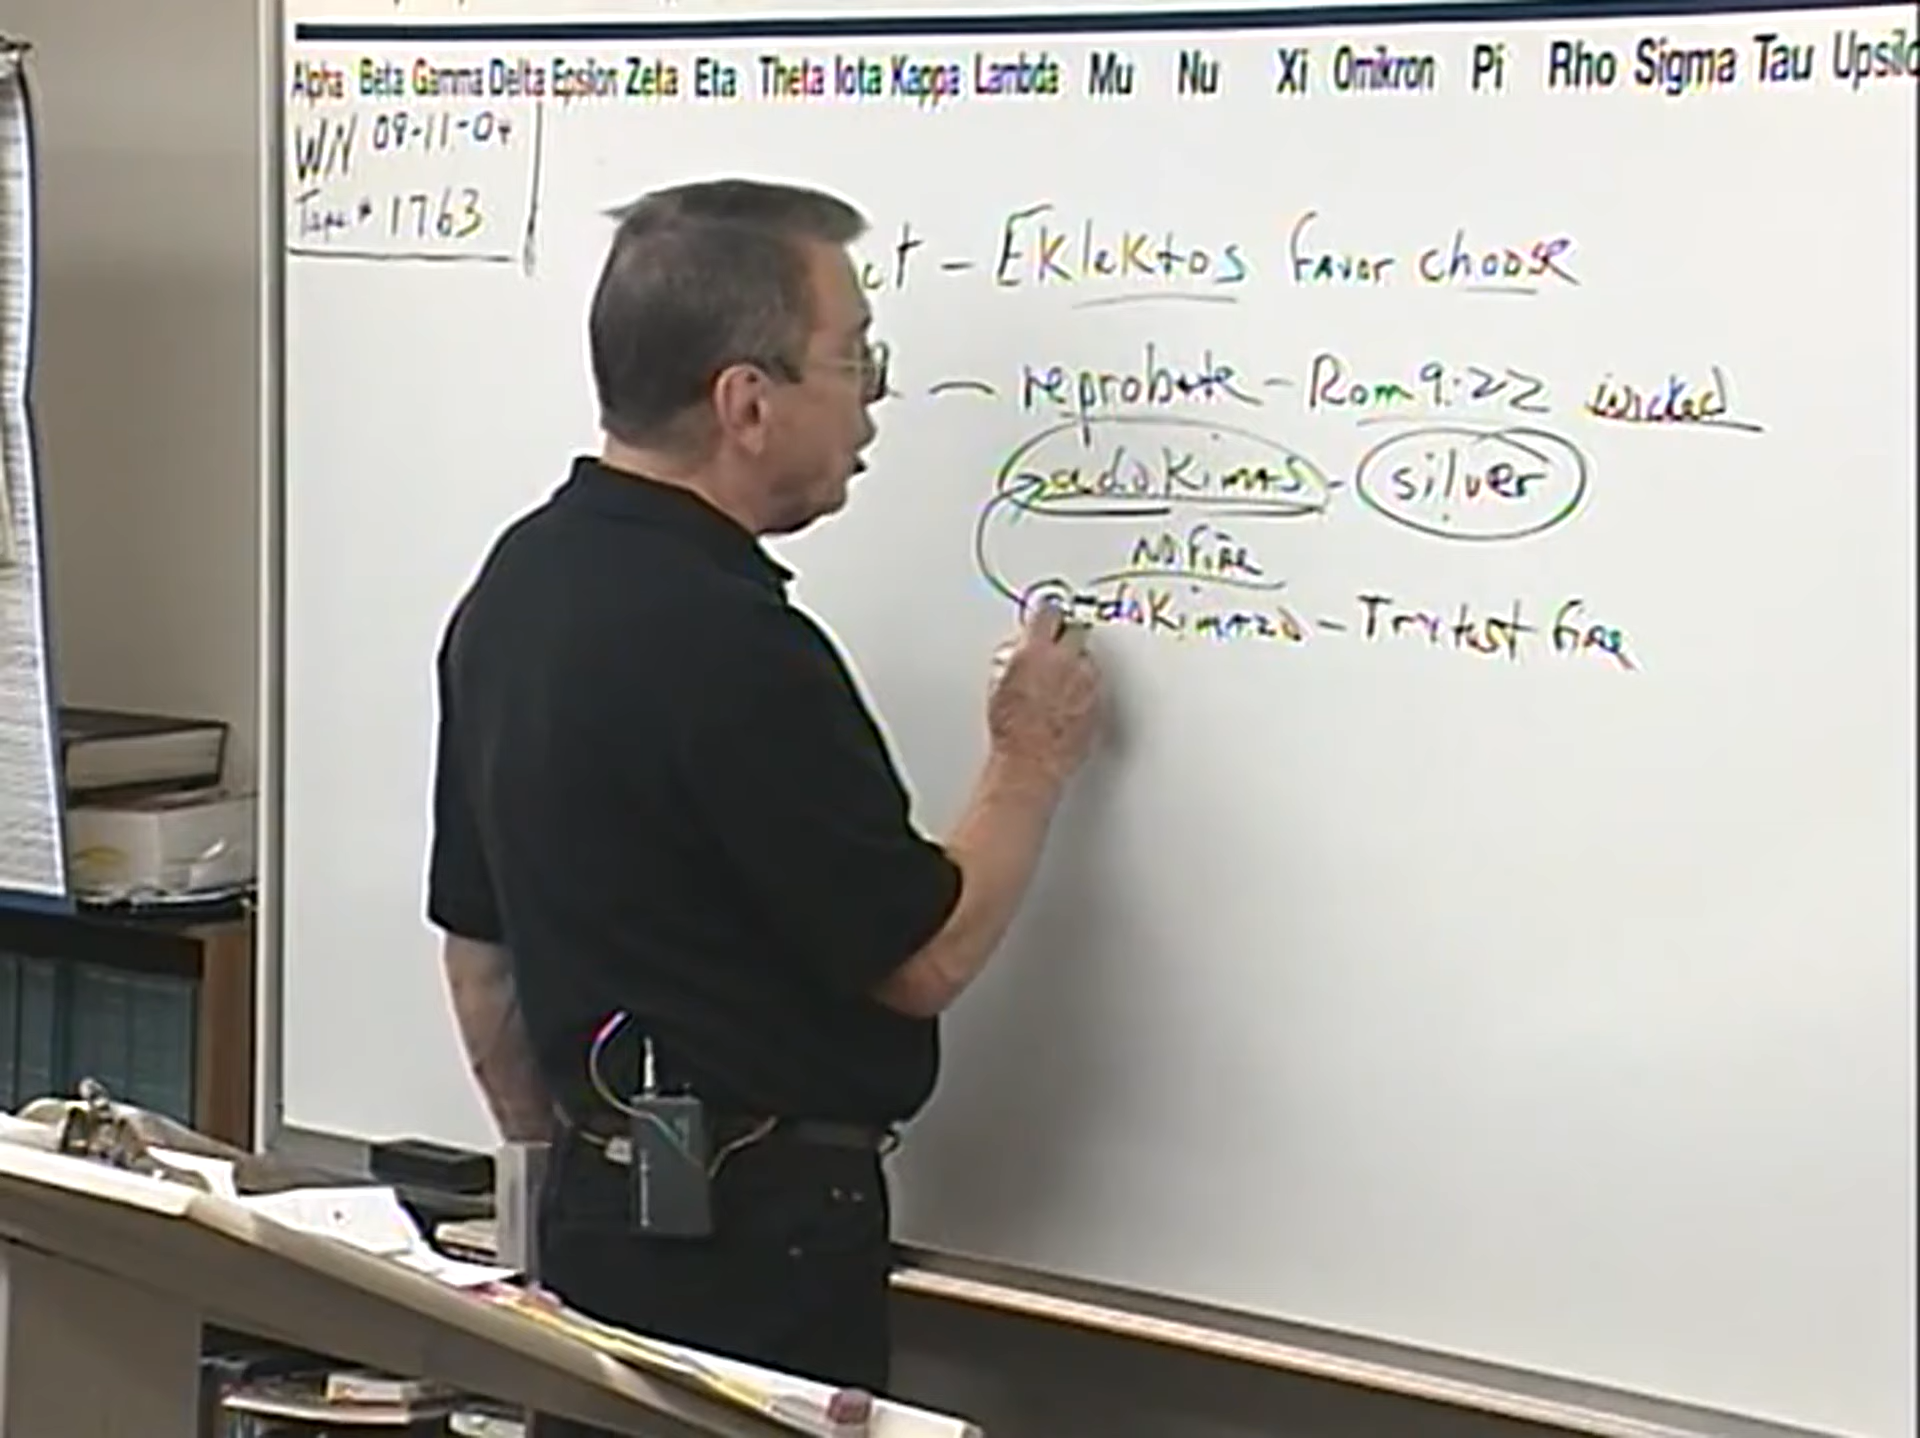 Alpha Beta Gamma Delta Epsilon Zeta Eta Theta Iota Kappa Lambda Mu Nu Xi Omikron Pi Rho Sigma Tau Upsilo
WN 09-11-04
Tape # 1763
ct - Eklektos favor choose
- reprobate - Rom 9:22 wicked
adokimas - silver
No fire
dokimazo - Try test fire